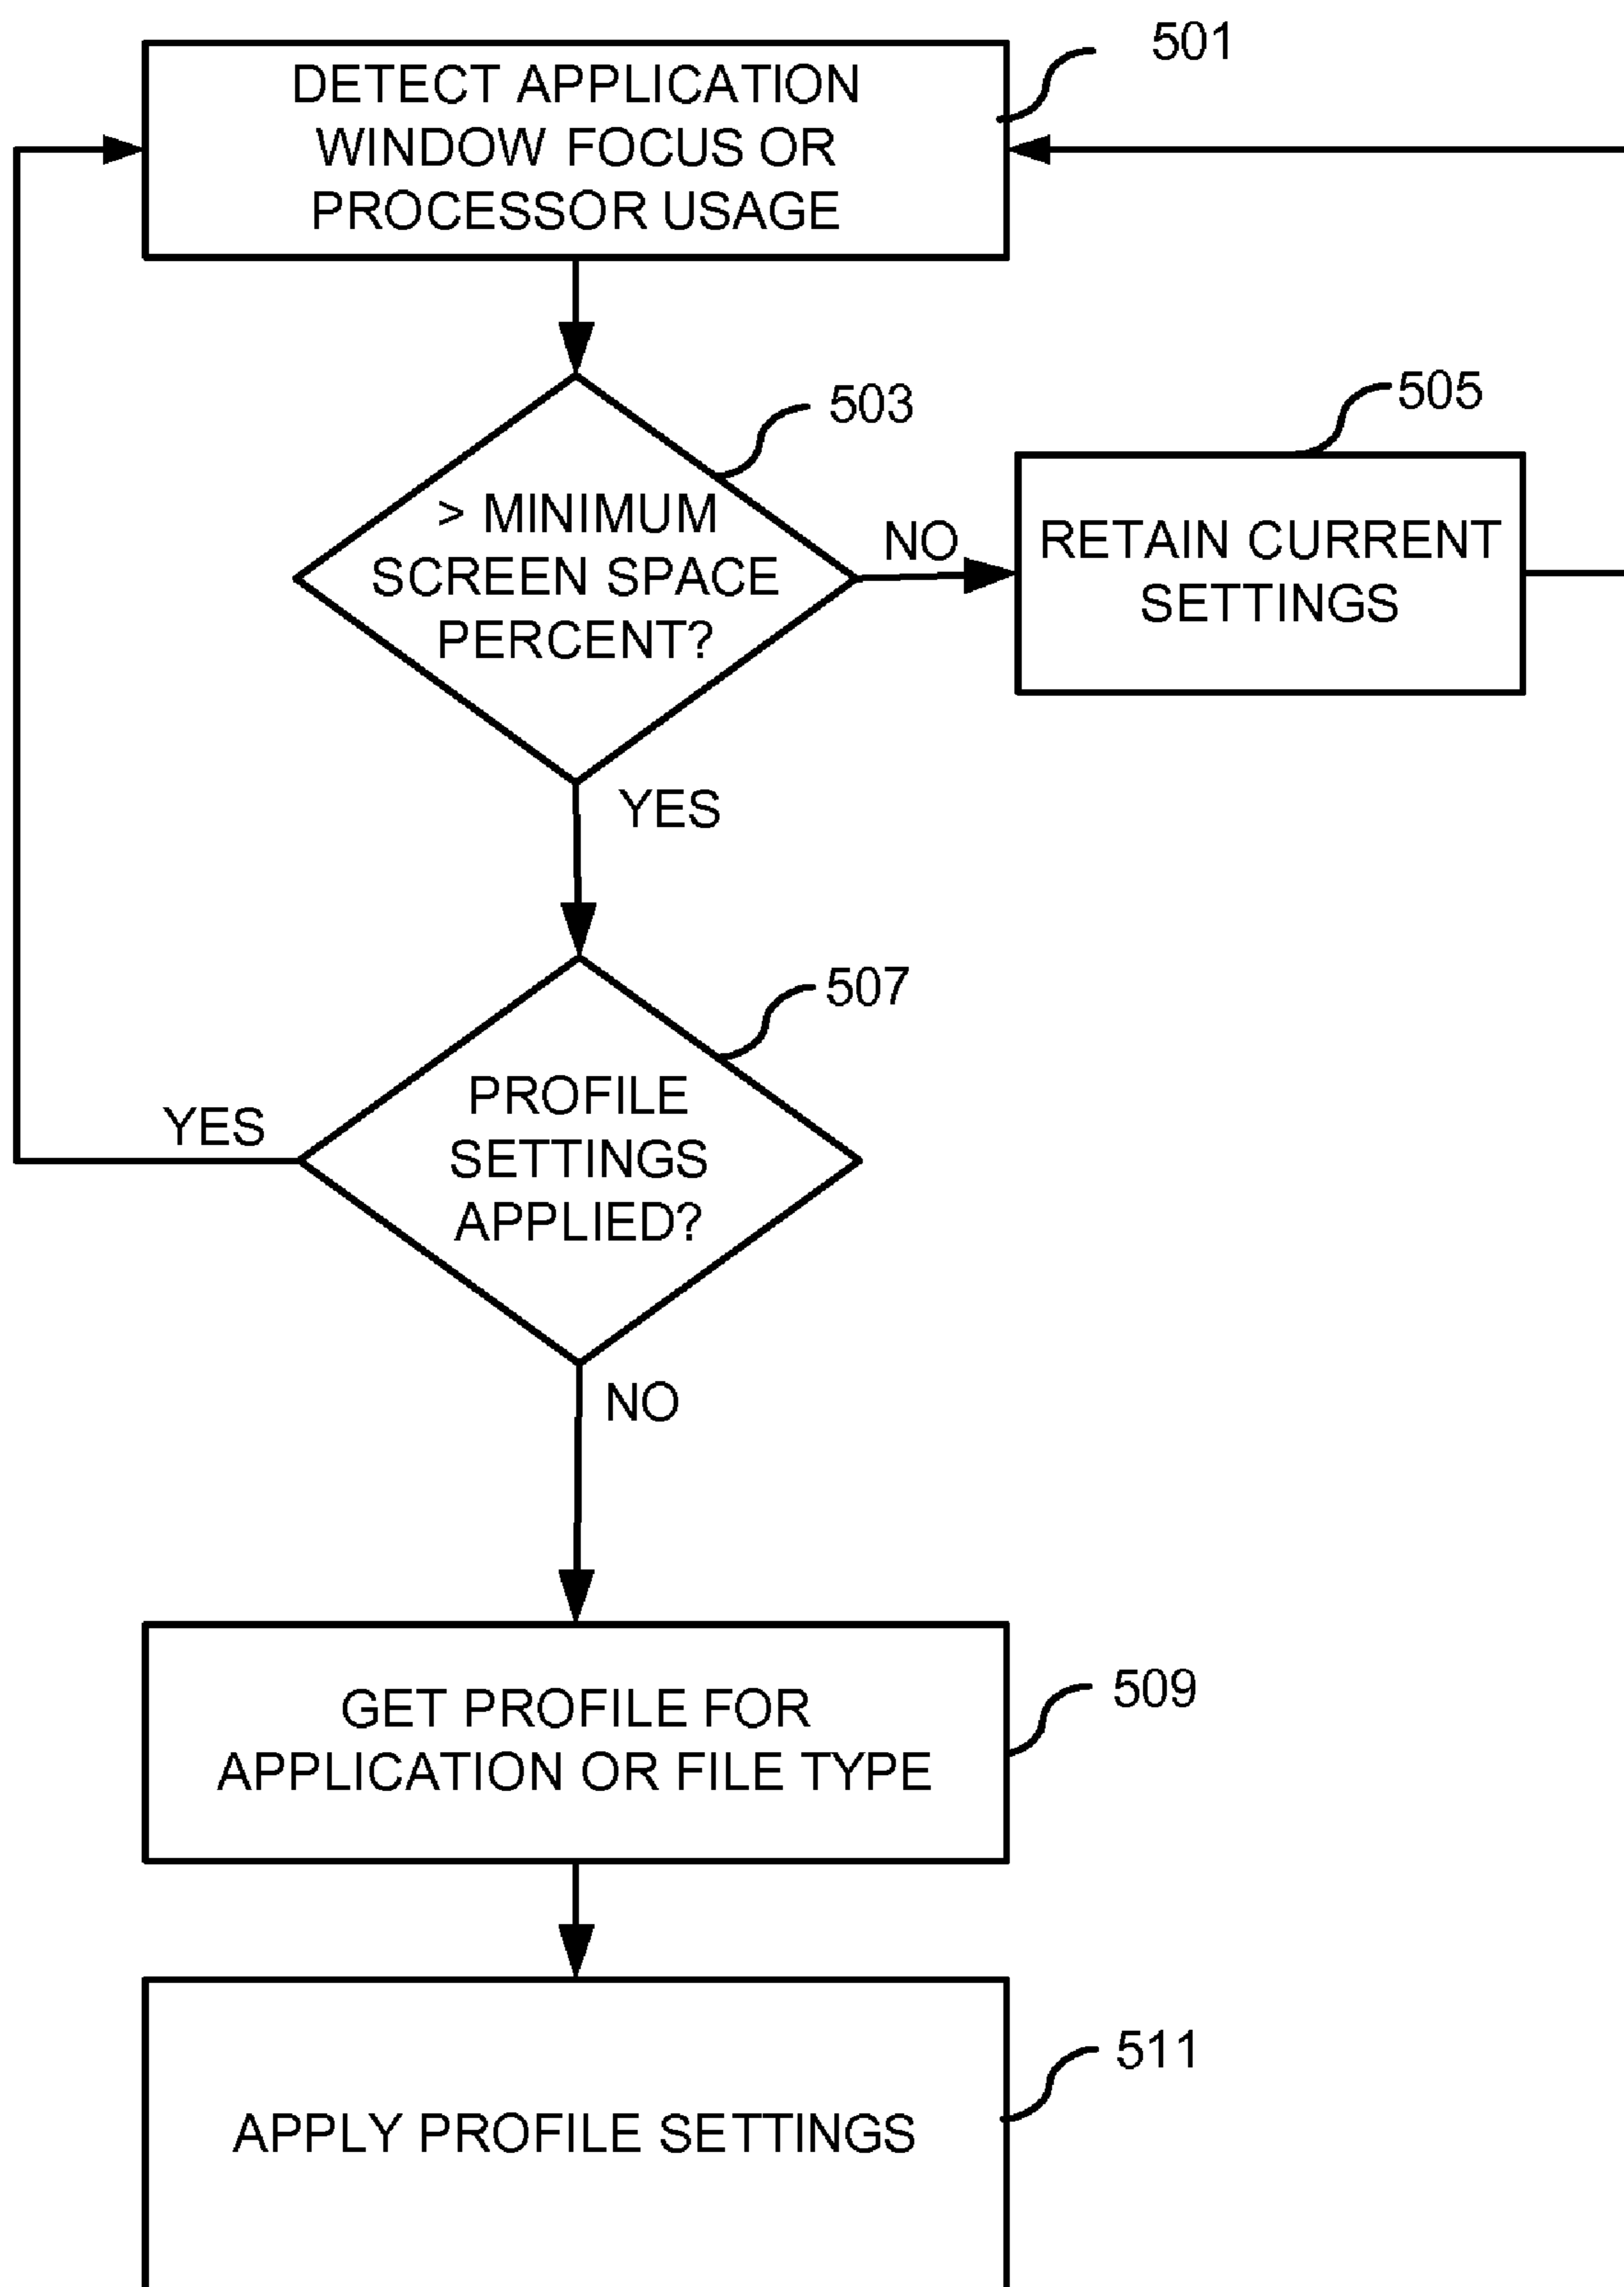 501
DETECT APPLICATION
WINDOW FOCUS OR
PROCESSOR USAGE
503
> MINIMUM
SCREEN SPACE
PERCENT?
NO
505
RETAIN CURRENT
SETTINGS
YES
507
PROFILE
SETTINGS
APPLIED?
YES
NO
509
GET PROFILE FOR
APPLICATION OR FILE TYPE
511
APPLY PROFILE SETTINGS